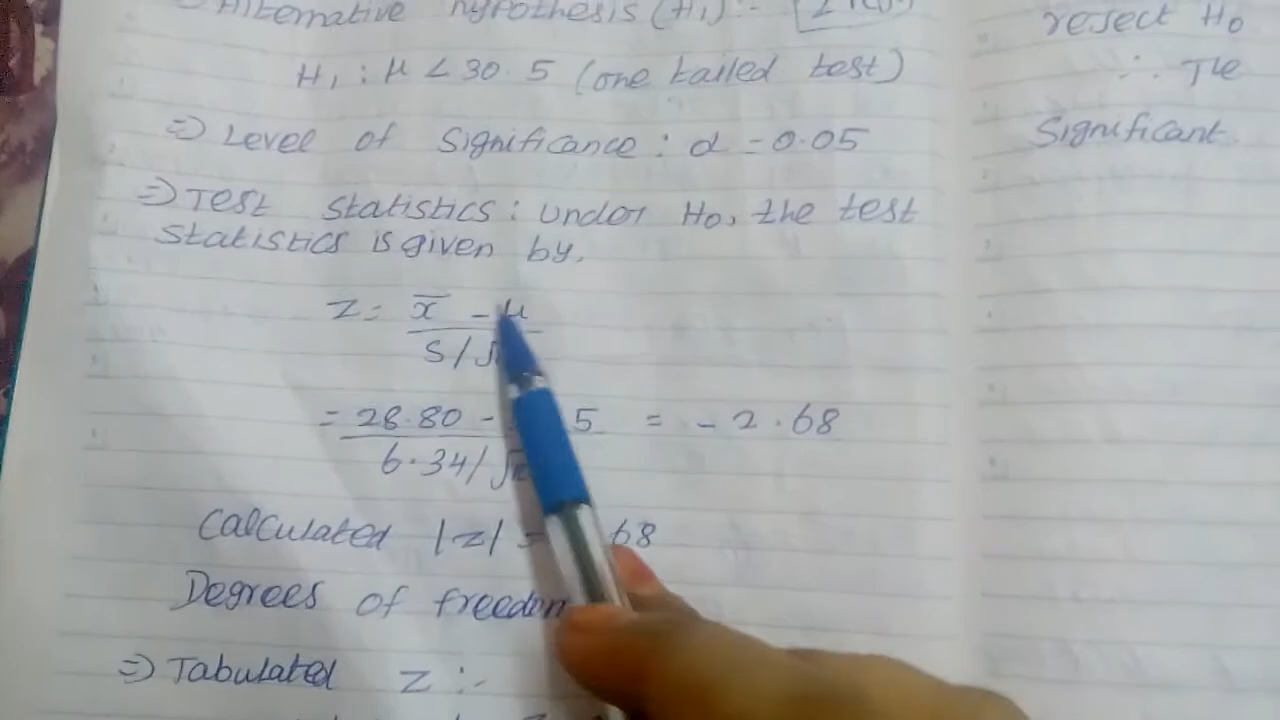 Alternative hypothesis (H1) :-
H1 : μ < 30.5 (one tailed test)
=> Level of Significance : α = 0.05
=> Test Statistics : under H0, the test
Statistics is given by,
Z = x̄ - μ
S/√
= 28.80 - 5 = - 2.68
6.34/√
Calculated |z| = 68
Degrees of freedom
=> Tabulated Z :-
reject H0
∴ The
Significant.